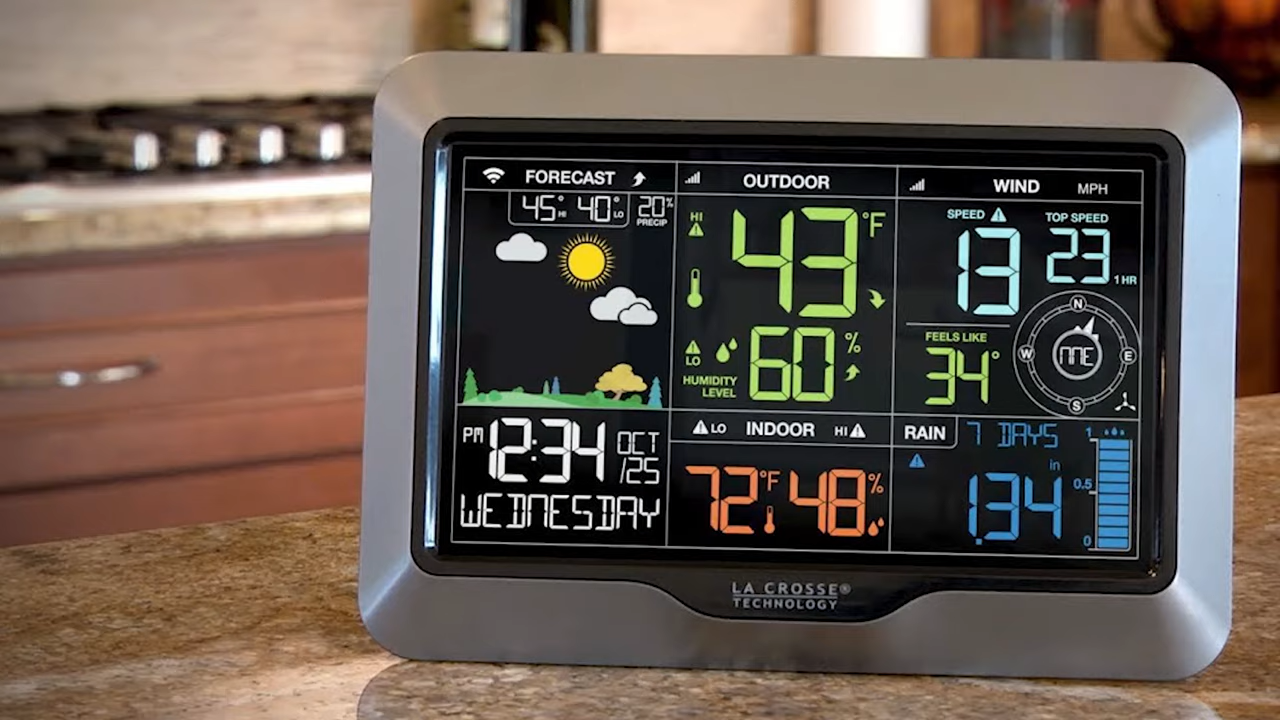 FORECAST
45° HI 40° LO 20% PRECIP
PM 12:34 OCT /25
WEDNESDAY
OUTDOOR
HI 43 °F
LO 60 %
HUMIDITY LEVEL
LO INDOOR HI
72 °F 48 %
WIND MPH
SPEED TOP SPEED
13 23 1 HR
FEELS LIKE
34°
N
W NNE E
S
RAIN 7 DAYS
in
1.34
1
0.5
0
LA CROSSE®
TECHNOLOGY